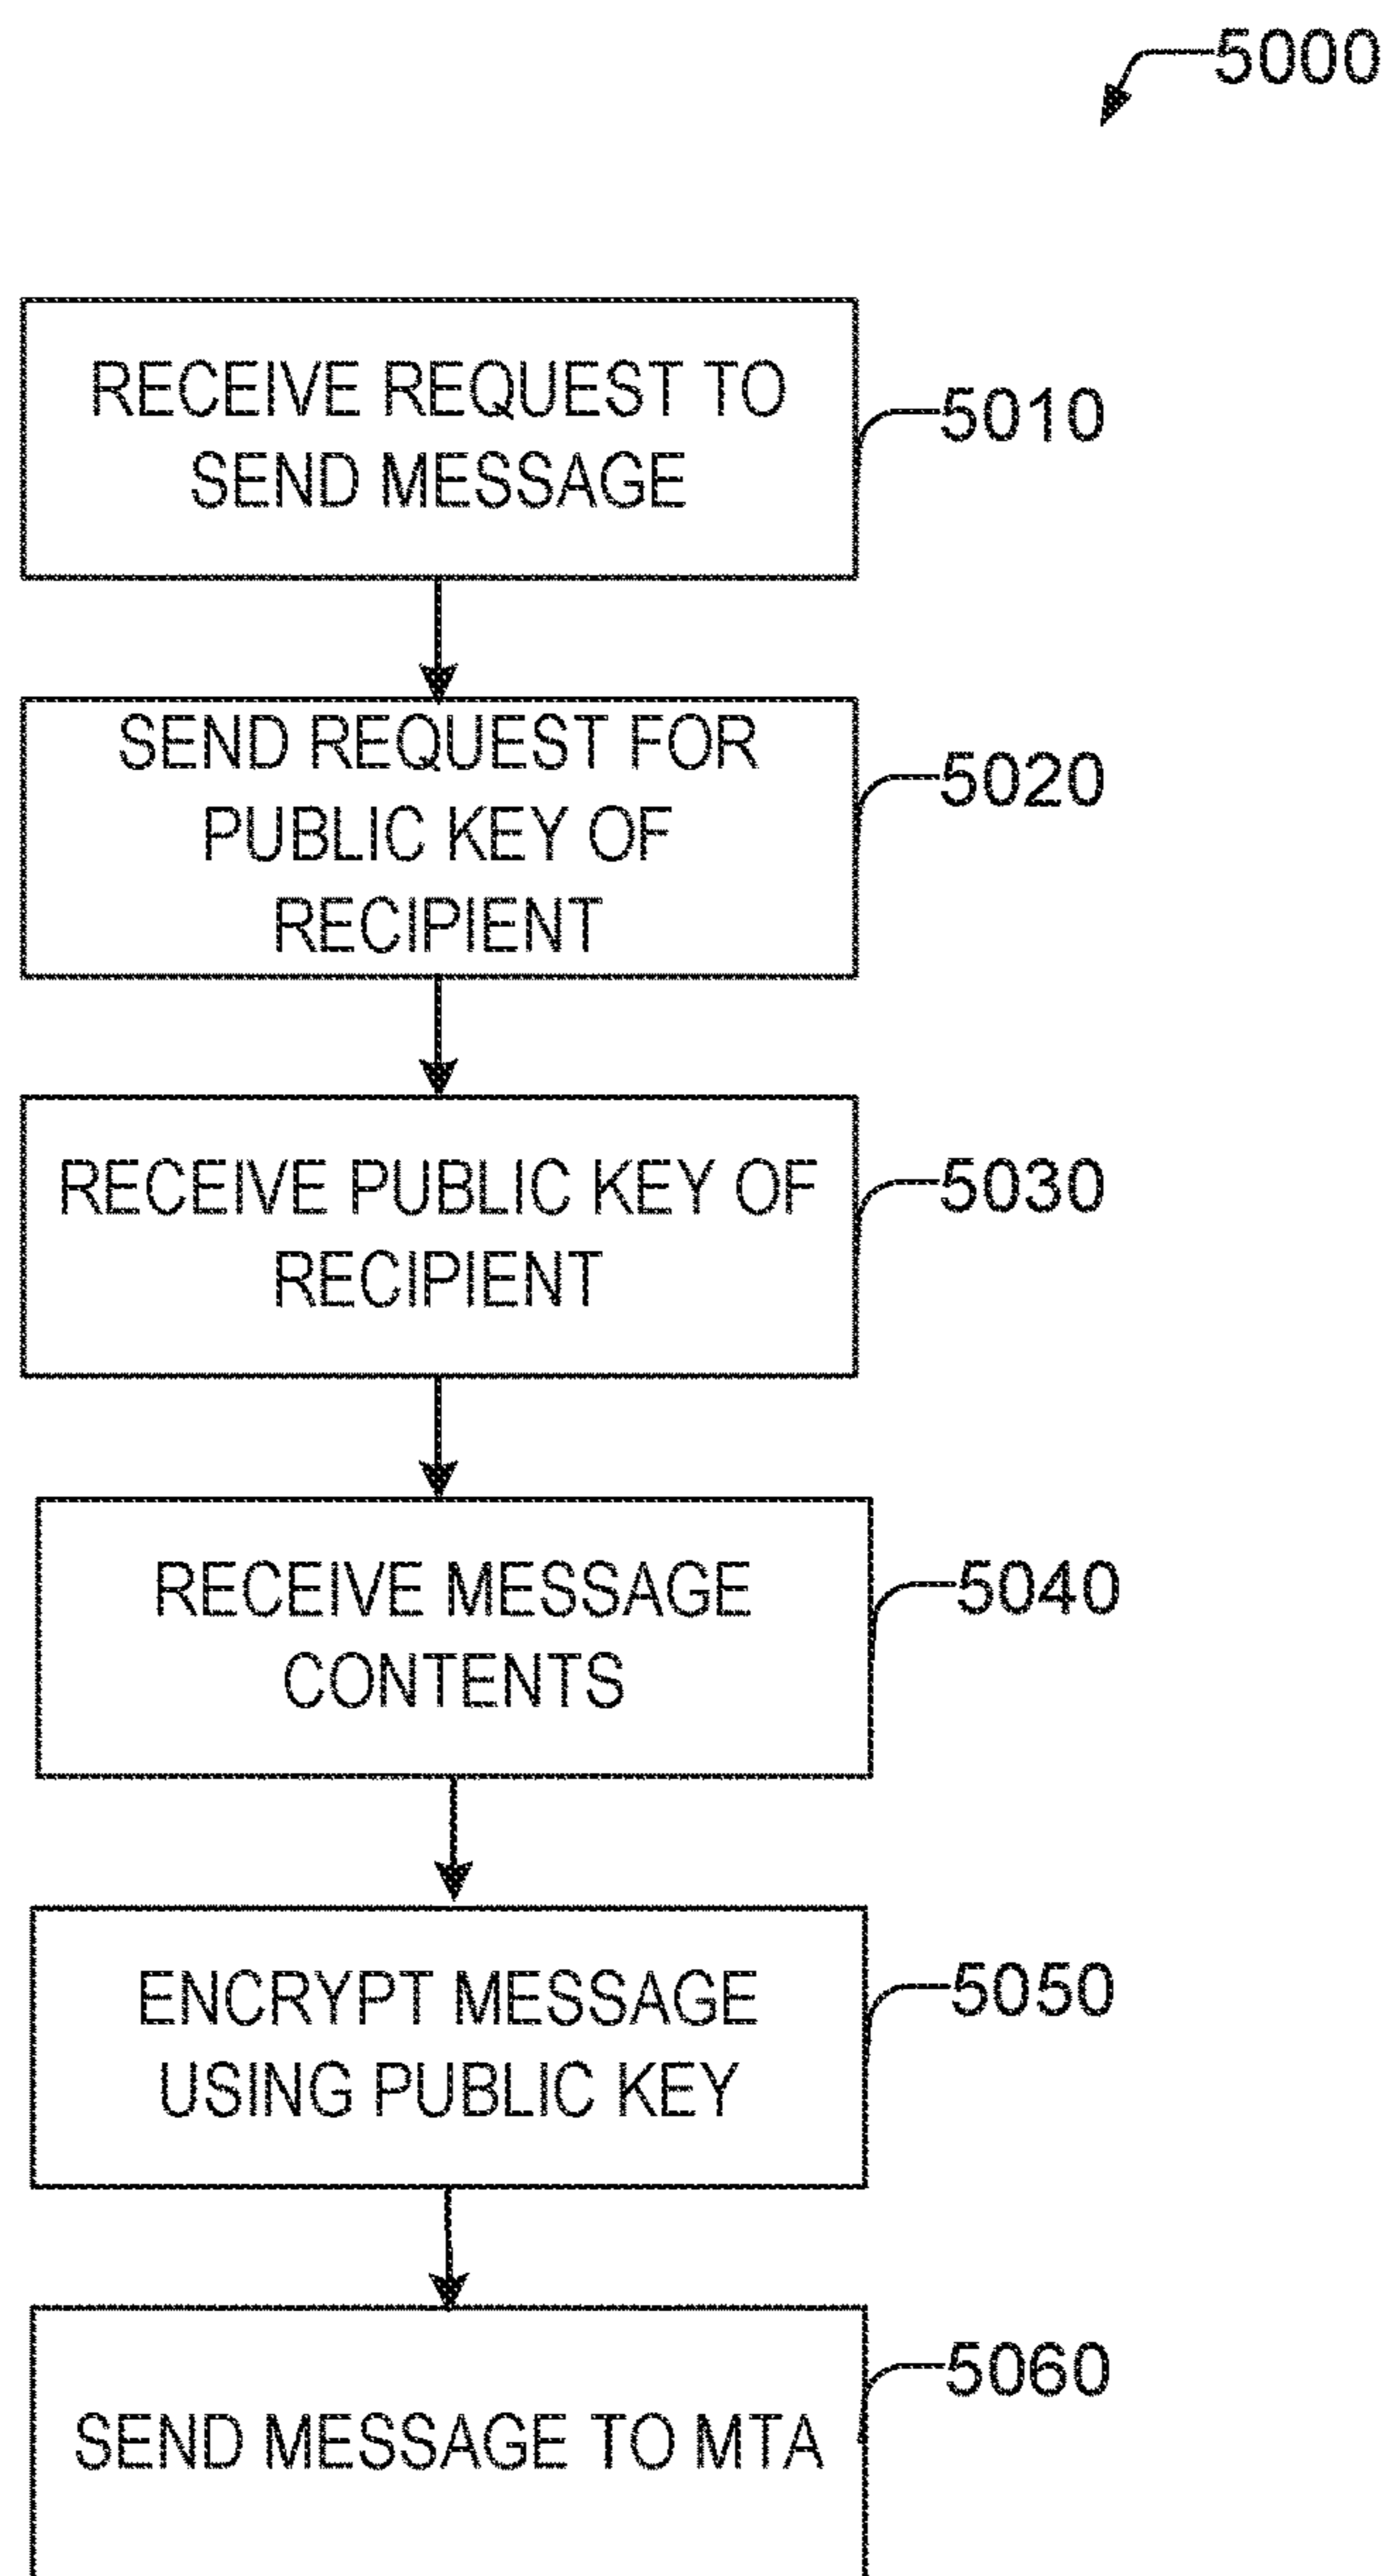 5000
RECEIVE REQUEST TO
SEND MESSAGE
5010
SEND REQUEST FOR
PUBLIC KEY OF
RECIPIENT
5020
RECEIVE PUBLIC KEY OF
RECIPIENT
5030
RECEIVE MESSAGE
CONTENTS
5040
ENCRYPT MESSAGE
USING PUBLIC KEY
5050
SEND MESSAGE TO MTA
5060